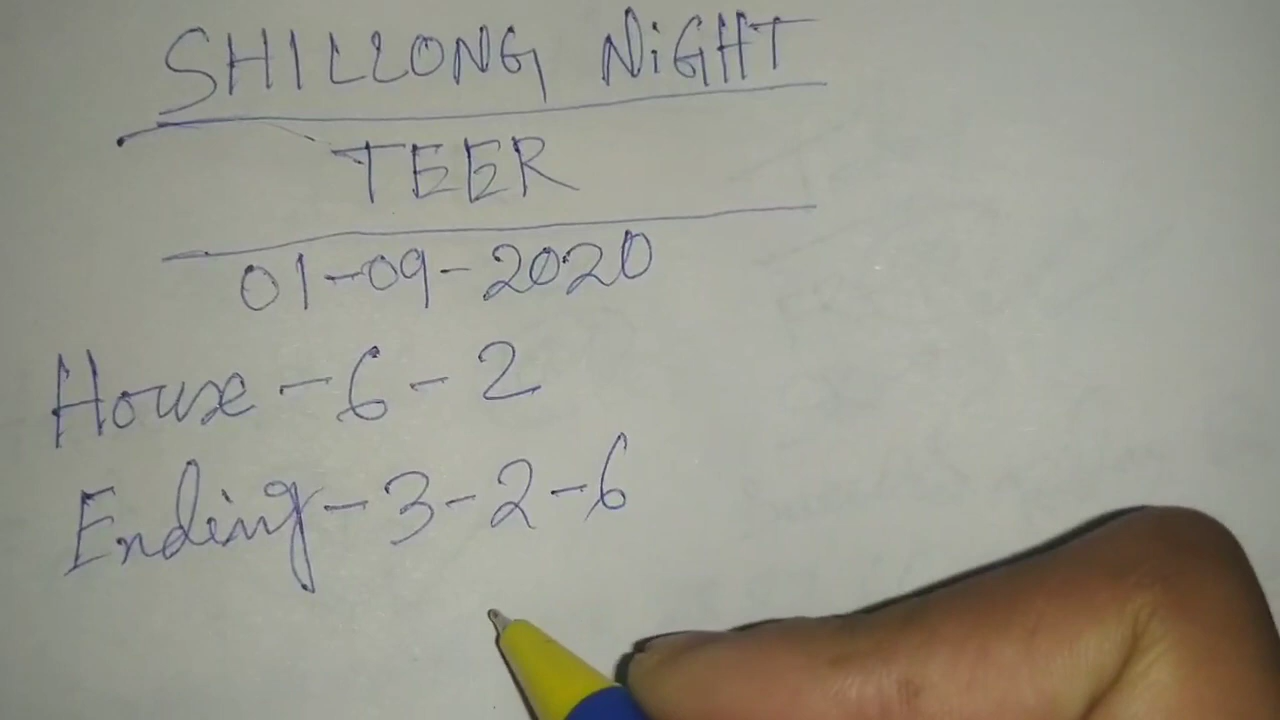 SHILLONG NiGHT
TEER
01-09-2020
House - 6 - 2
Ending - 3 - 2 - 6